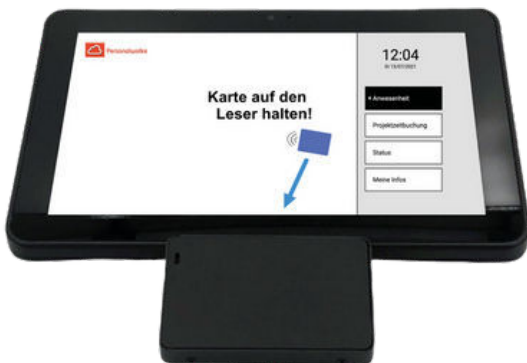 Personalwolke
Karte auf den
Leser halten!
12:04
Anwesenheit
Projektzeitbuchung
Status
Meine Infos